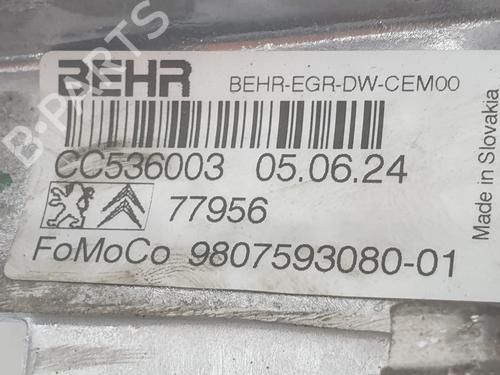 BEHR BEHR-EGR-DW-CEM00
CC536003 05.06.24
77956
FoMoCo 9807593080-01
Made in Slovakia
B-PARTS